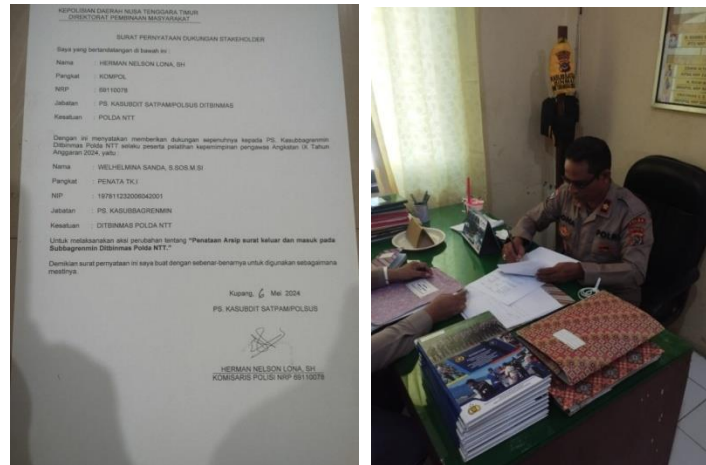 KEPOLISIAN DAERAH NUSA TENGGARA TIMUR
DIREKTORAT PEMBINAAN MASYARAKAT
SURAT PERNYATAAN DUKUNGAN STAKEHOLDER
Saya yang bertandatangan di bawah ini :
Nama : HERMAN NELSON LONA, SH
Pangkat : KOMPOL
NRP : 69110078
Jabatan : PS. KASUBDIT SATPAM/POLSUS DITBINMAS
Kesatuan : POLDA NTT
Dengan ini menyatakan memberikan dukungan sepenuhnya kepada PS. Kasubbagrenmin
Ditbinmas Polda NTT selaku peserta pelatihan kepemimpinan pengawas Angkatan IX Tahun
Anggaran 2024, yaitu :
Nama : WELHELMINA SANDA, S.SOS.M.SI
Pangkat : PENATA TK.I
NIP : 197811232006042001
Jabatan : PS. KASUBBAGRENMIN
Kesatuan : DITBINMAS POLDA NTT
Untuk melaksanakan aksi perubahan tentang "Penataan Arsip surat keluar dan masuk pada
Subbagrenmin Ditbinmas Polda NTT."
Demikian surat pernyataan ini saya buat dengan sebenar-benarnya untuk digunakan sebagaimana
mestinya.
Kupang, 6 Mei 2024
PS. KASUBDIT SATPAM/POLSUS
HERMAN NELSON LONA, SH
KOMISARIS POLISI NRP 69110078